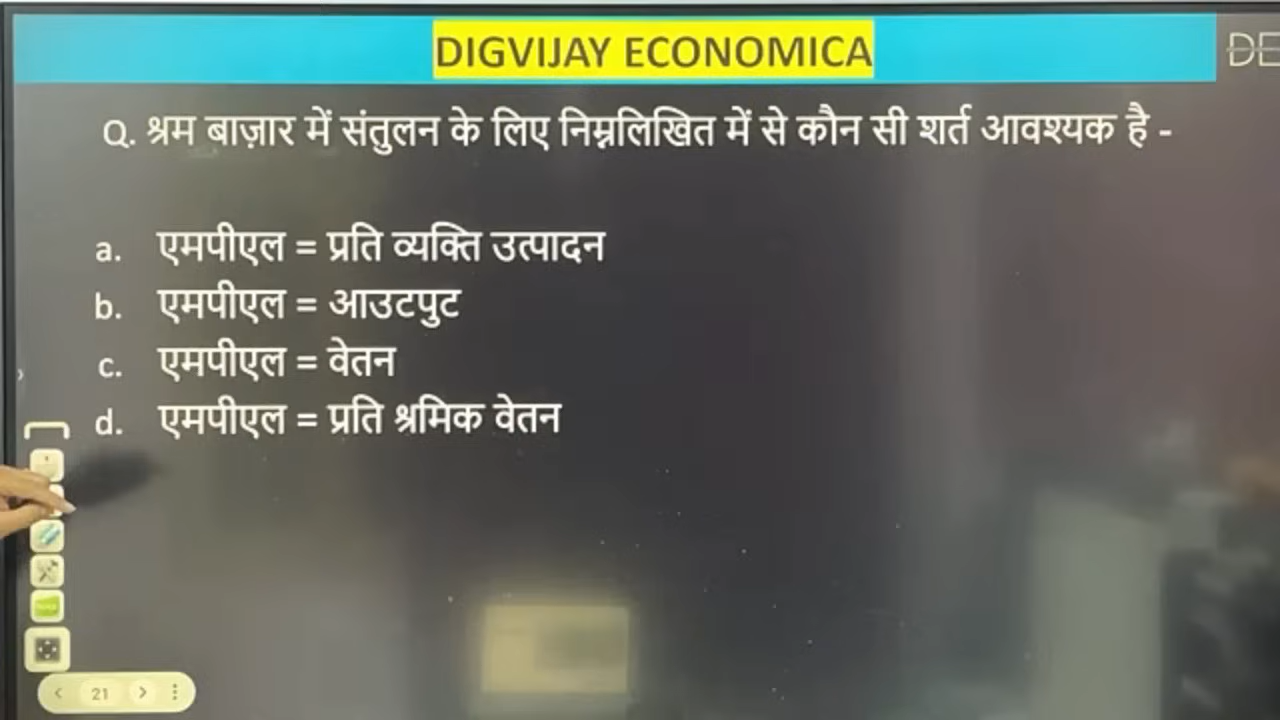 DIGVIJAY ECONOMICA
DE
Q. श्रम बाज़ार में संतुलन के लिए निम्नलिखित में से कौन सी शर्त आवश्यक है -
a. एमपीएल = प्रति व्यक्ति उत्पादन
b. एमपीएल = आउटपुट
c. एमपीएल = वेतन
d. एमपीएल = प्रति श्रमिक वेतन
21